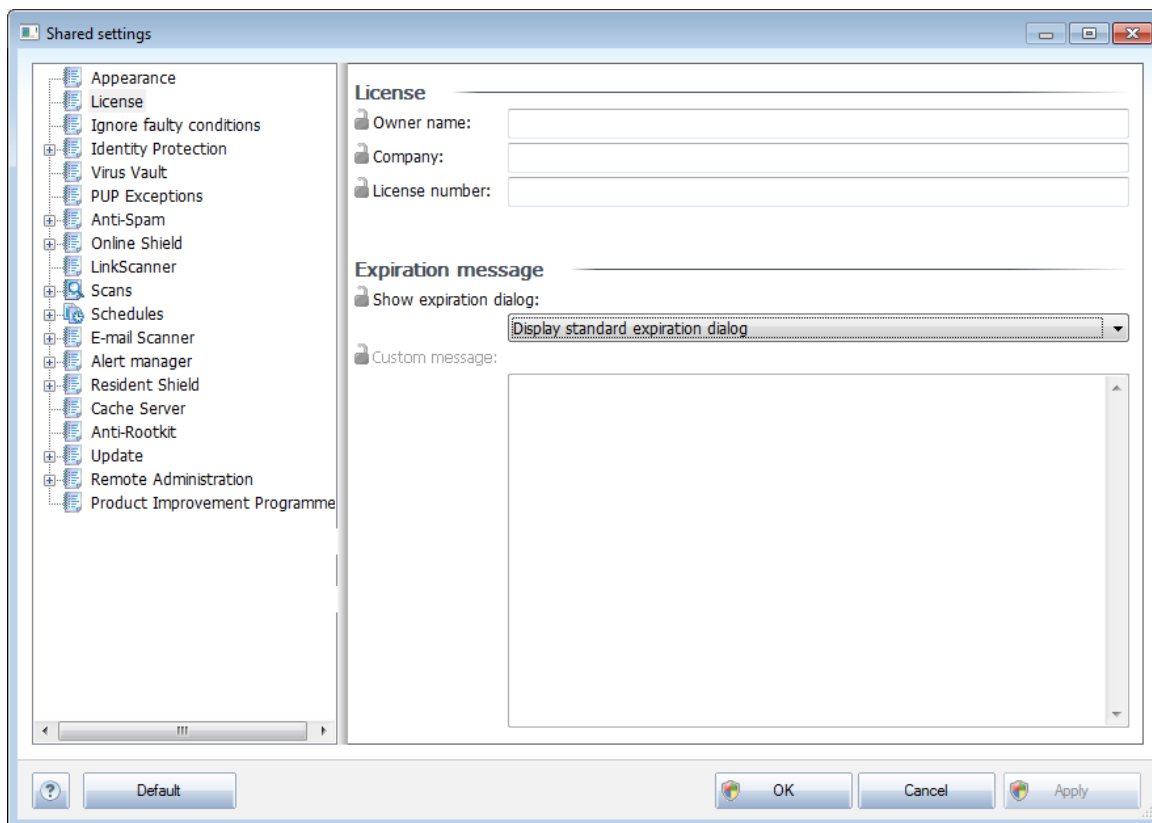 Shared settings
Appearance
License
Ignore faulty conditions
Identity Protection
Virus Vault
PUP Exceptions
Anti-Spam
Online Shield
LinkScanner
Scans
Schedules
E-mail Scanner
Alert manager
Resident Shield
Cache Server
Anti-Rootkit
Update
Remote Administration
Product Improvement Programme
License
Owner name:
Company:
License number:
Expiration message
Show expiration dialog:
Display standard expiration dialog
Custom message:
?
Default
OK
Cancel
Apply